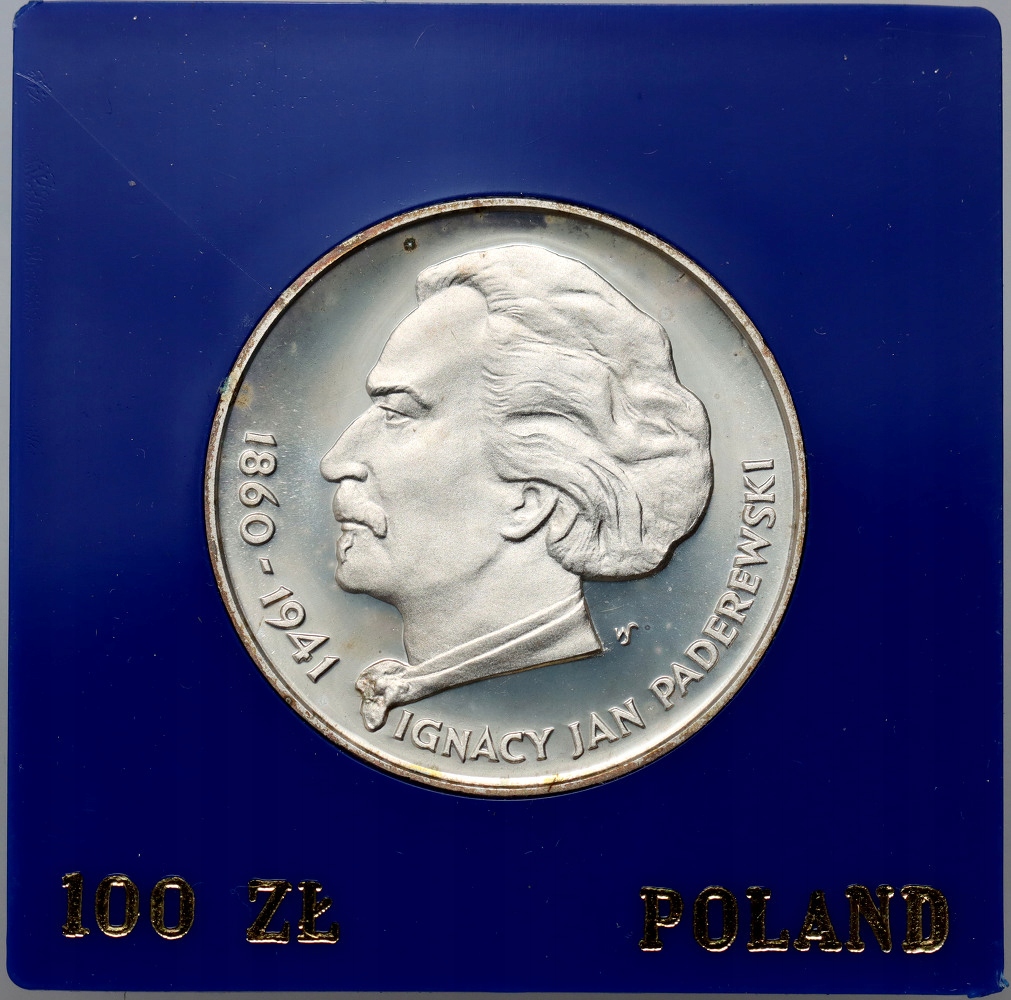 1860-1941
IGNACY JAN PADEREWSKI
100 ZŁ
POLAND